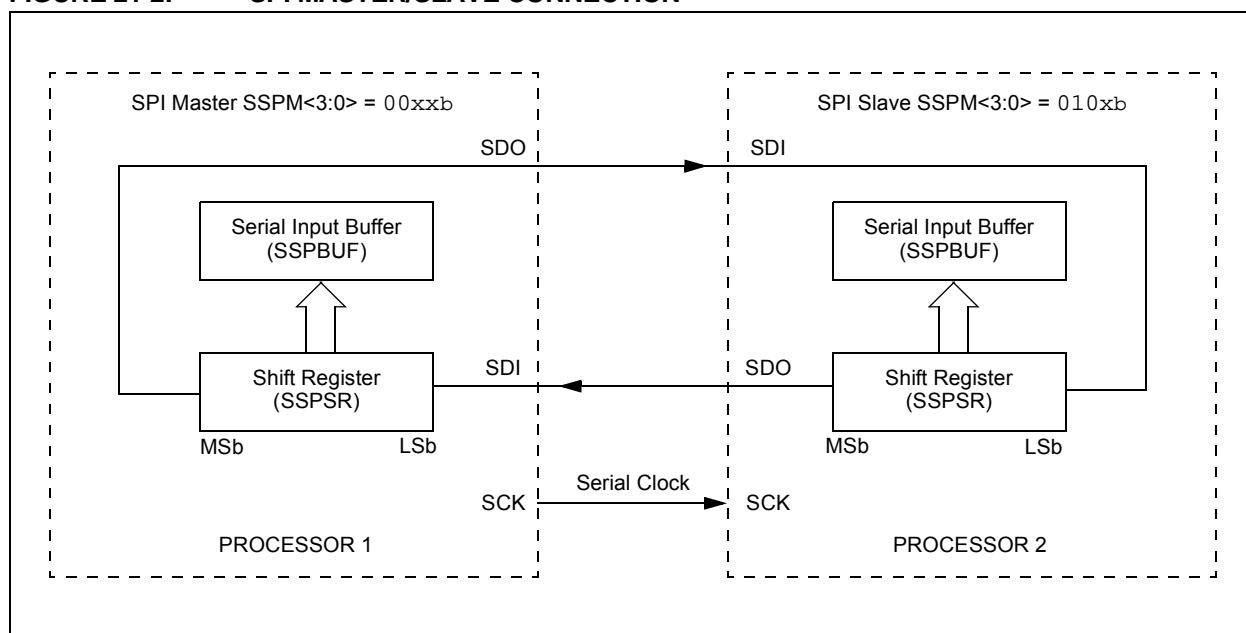 SPI Master SSPM<3:0> = 00xxb
SPI Slave SSPM<3:0> = 010xb
SDO
SDI
Serial Input Buffer
(SSPBUF)
Serial Input Buffer
(SSPBUF)
SDI
SDO
Shift Register
(SSPSR)
Shift Register
(SSPSR)
MSb
LSb
MSb
LSb
Serial Clock
SCK
SCK
PROCESSOR 1
PROCESSOR 2